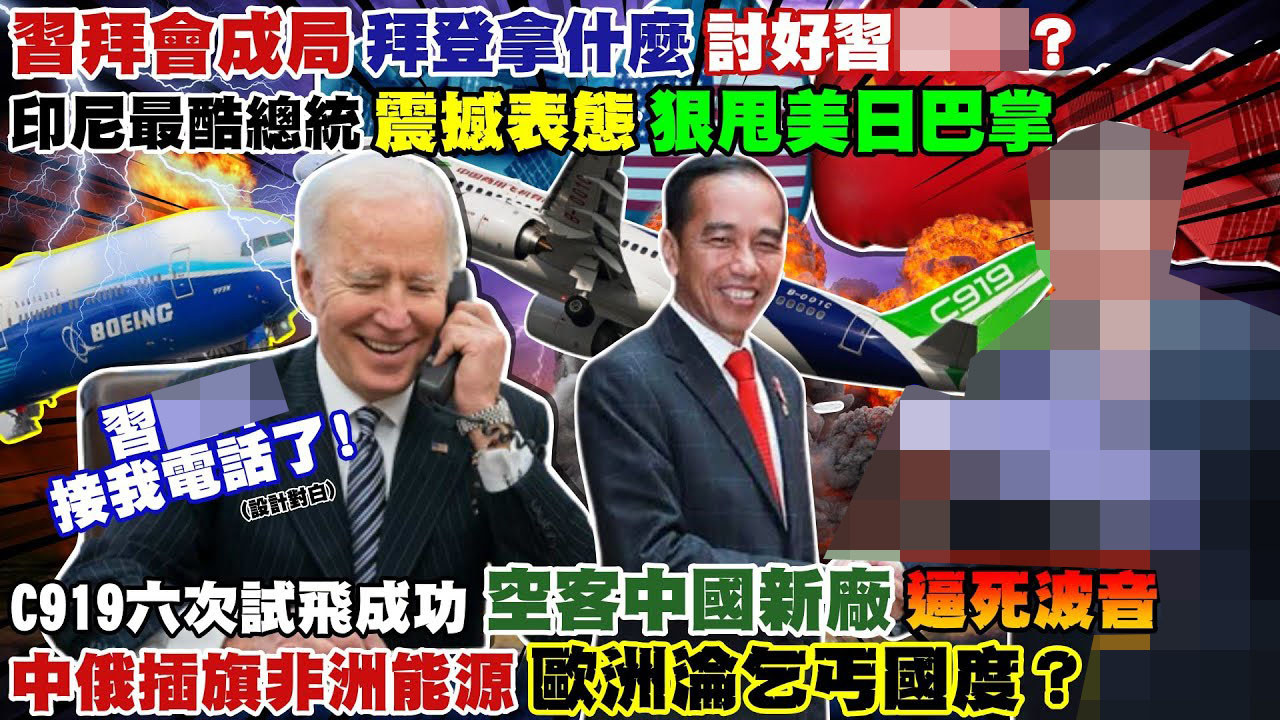 習拜會成局 拜登拿什麼 討好習 ？
印尼最酷總統 震撼表態 狠甩美日巴掌
B-001C
BOEING
B-001C
C919
習
接我電話了！
（設計對白）
C919六次試飛成功 空客中國新廠 逼死波音
中俄插旗非洲能源 歐洲淪乞丐國度？